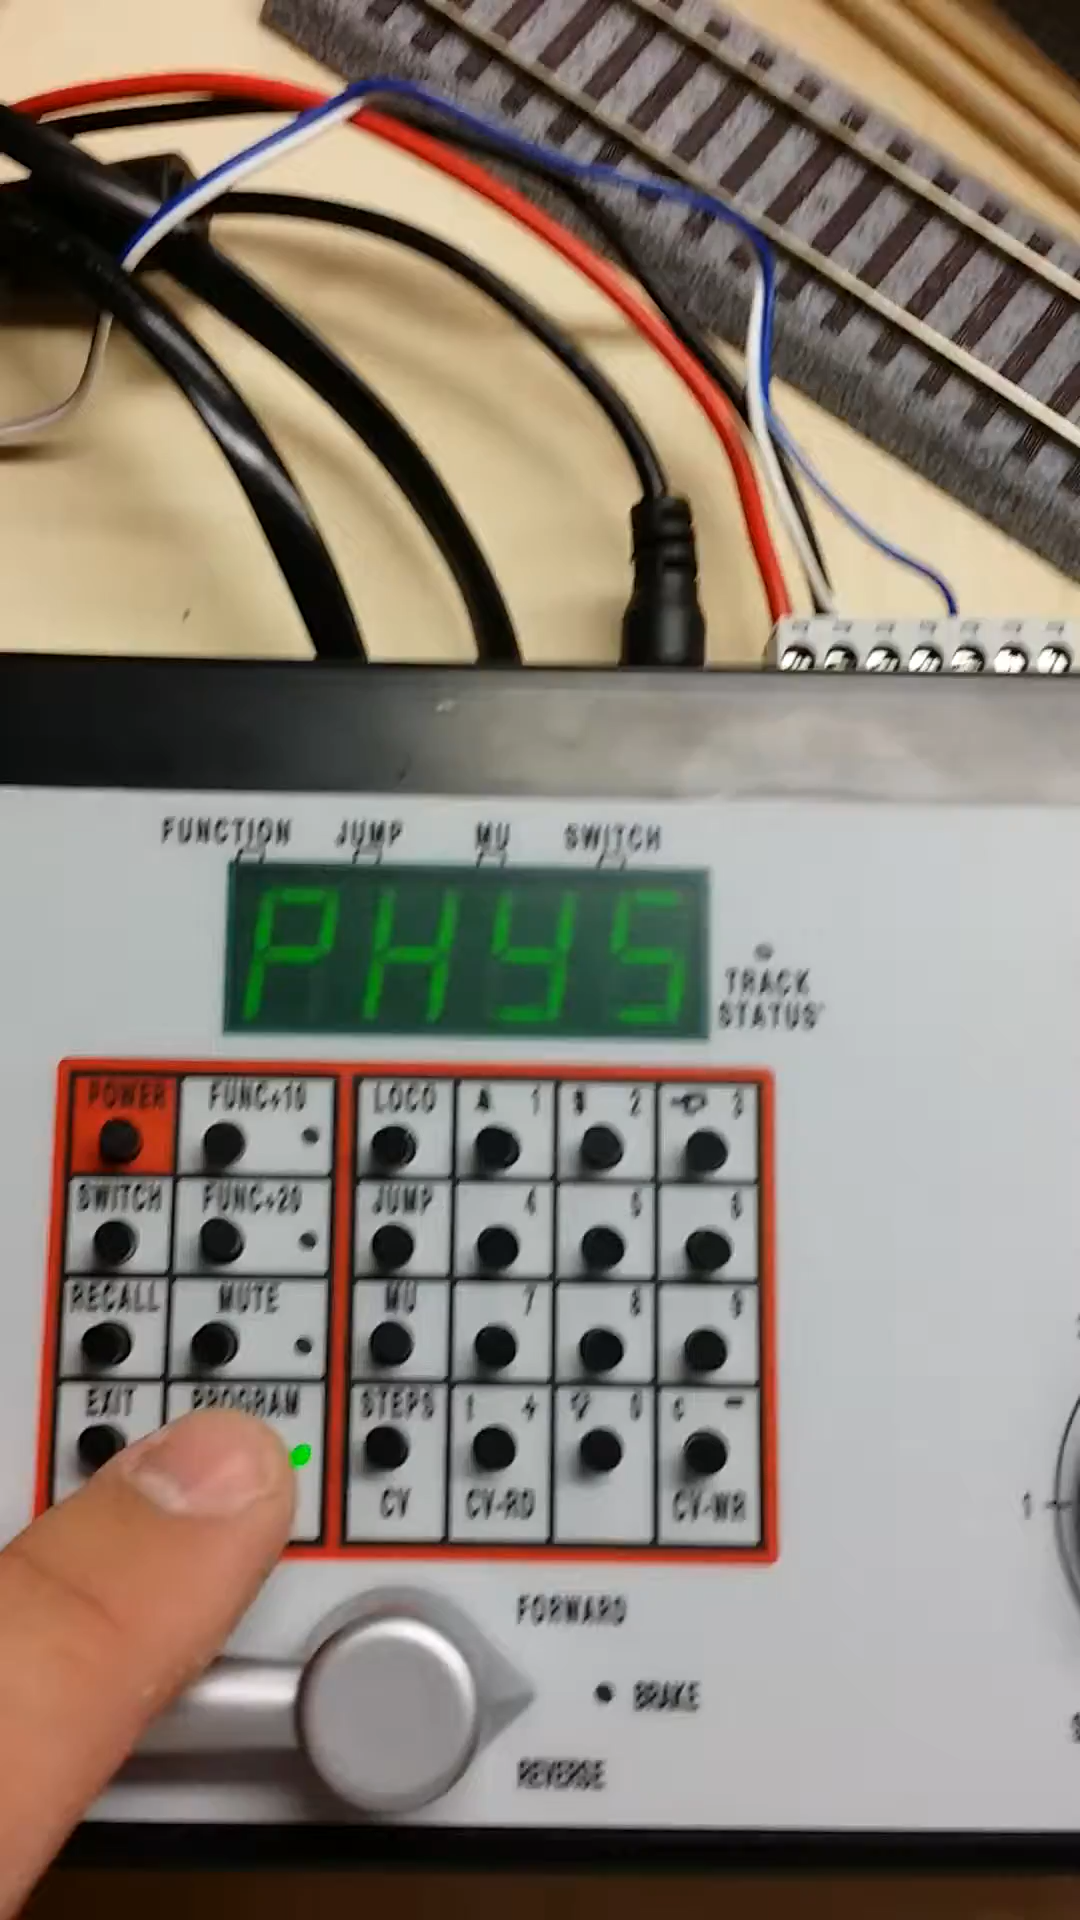 FUNCTION JUMP MU SWITCH
PHYS
TRACK
STATUS
POWER FUNC+10 LOCO 1 2 3
SWITCH FUNC+20 JUMP 4 5 6
RECALL MUTE MU 7 8 9
EXIT PROGRAM STEPS + 0 -
CV CV-RD CV-WR
FORWARD
1
BRAKE
REVERSE